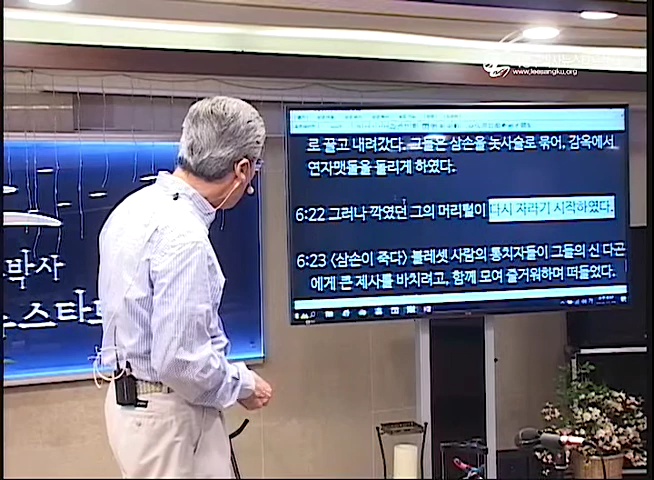 www.leesangku.org
로 끌고 내려갔다. 그들은 삼손을 놋사슬로 묶어, 감옥에서
연자맷돌을 돌리게 하였다.
6:22 그러나 깍였던 그의 머리털이 다시 자라기 시작하였다.
6:23 〈삼손이 죽다〉 블레셋 사람의 통치자들이 그들의 신 다곤
에게 큰 제사를 바치려고, 함께 모여 즐거워하며 떠들었다.
박사
스타트